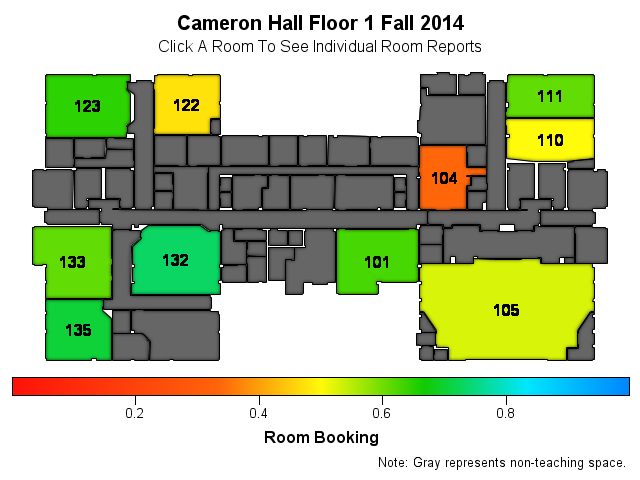 Cameron Hall Floor 1 Fall 2014
Click A Room To See Individual Room Reports
123
122
111
110
104
133
132
101
135
105
0.2 0.4 0.6 0.8
Room Booking
Note: Gray represents non-teaching space.